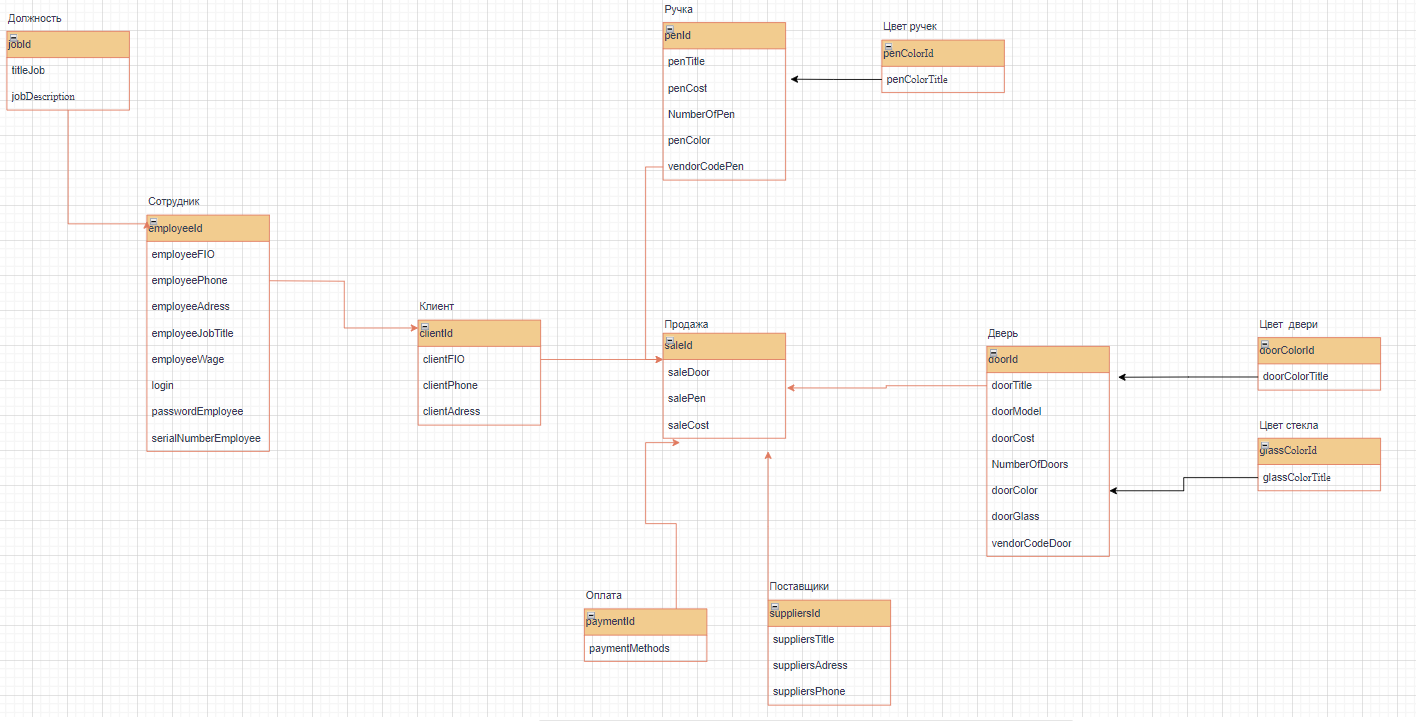 Должность
jobId
titleJob
jobDescription
Сотрудник
employeeId
employeeFIO
employeePhone
employeeAdress
employeeJobTitle
employeeWage
login
passwordEmployee
serialNumberEmployee
Клиент
clientId
clientFIO
clientPhone
clientAdress
Ручка
penId
penTitle
penCost
NumberOfPen
penColor
vendorCodePen
Цвет ручек
penColorId
penColorTitle
Продажа
saleId
saleDoor
salePen
saleCost
Дверь
doorId
doorTitle
doorModel
doorCost
NumberOfDoors
doorColor
doorGlass
vendorCodeDoor
Цвет двери
doorColorId
doorColorTitle
Цвет стекла
glassColorId
glassColorTitle
Оплата
paymentId
paymentMethods
Поставщики
suppliersId
suppliersTitle
suppliersAdress
suppliersPhone